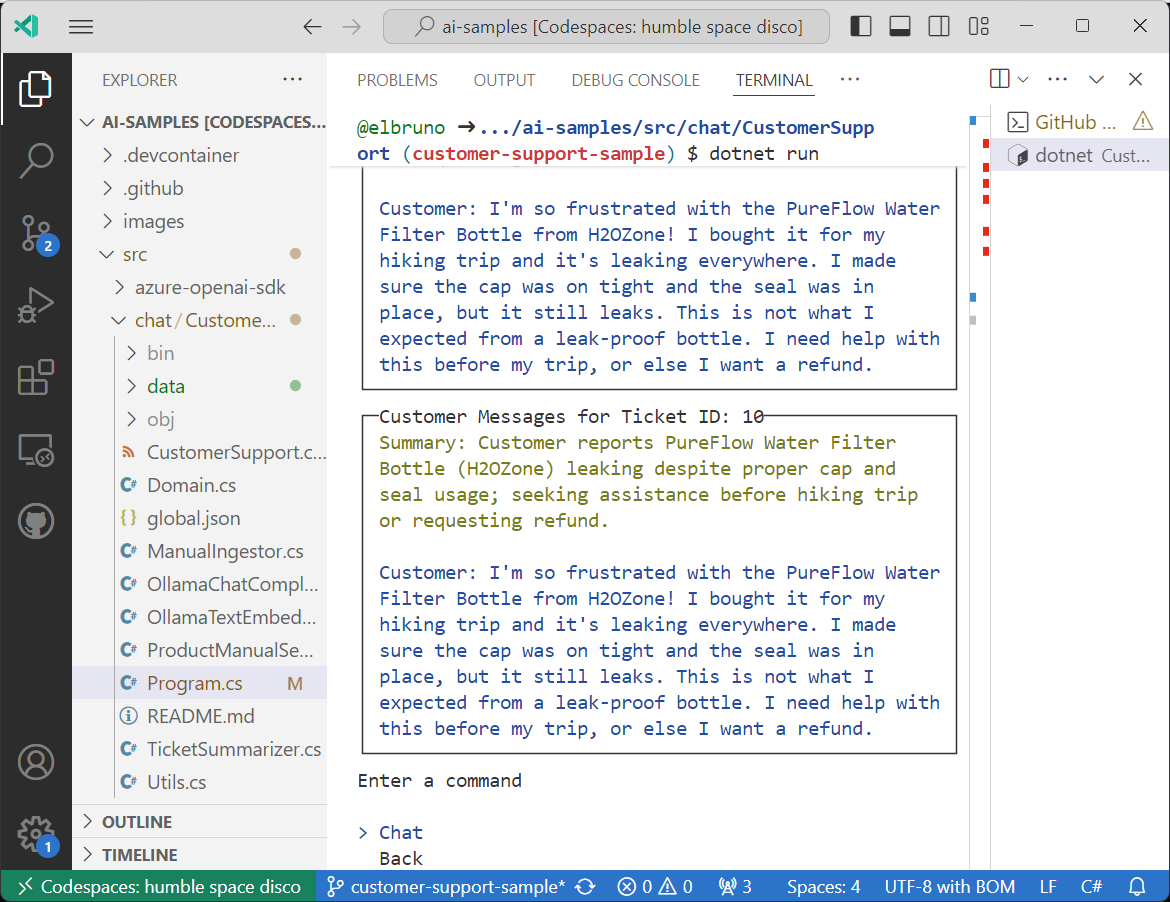 ai-samples [Codespaces: humble space disco]
EXPLORER
AI-SAMPLES [CODESPACES...
.devcontainer
.github
images
src
azure-openai-sdk
chat / Custome...
bin
data
obj
CustomerSupport.c...
Domain.cs
global.json
ManualIngestor.cs
OllamaChatCompl...
OllamaTextEmbed...
ProductManualSe...
Program.cs M
README.md
TicketSummarizer.cs
Utils.cs
OUTLINE
TIMELINE
2
1
PROBLEMS OUTPUT DEBUG CONSOLE TERMINAL
@elbruno ➜.../ai-samples/src/chat/CustomerSupp
ort (customer-support-sample) $ dotnet run
Customer: I'm so frustrated with the PureFlow Water
Filter Bottle from H2OZone! I bought it for my
hiking trip and it's leaking everywhere. I made
sure the cap was on tight and the seal was in
place, but it still leaks. This is not what I
expected from a leak-proof bottle. I need help with
this before my trip, or else I want a refund.
Customer Messages for Ticket ID: 10
Summary: Customer reports PureFlow Water Filter
Bottle (H2OZone) leaking despite proper cap and
seal usage; seeking assistance before hiking trip
or requesting refund.
Customer: I'm so frustrated with the PureFlow Water
Filter Bottle from H2OZone! I bought it for my
hiking trip and it's leaking everywhere. I made
sure the cap was on tight and the seal was in
place, but it still leaks. This is not what I
expected from a leak-proof bottle. I need help with
this before my trip, or else I want a refund.
Enter a command
> Chat
Back
GitHub ...
dotnet Cust...
Codespaces: humble space disco customer-support-sample* 0 0 3 Spaces: 4 UTF-8 with BOM LF C#